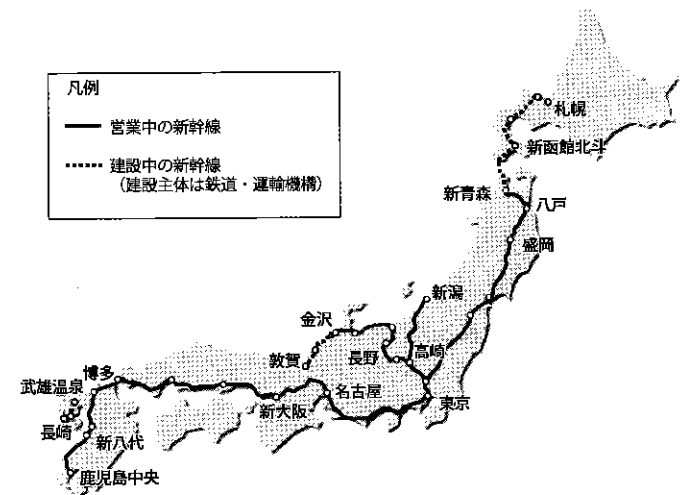 凡例
営業中の新幹線
建設中の新幹線
（建設主体は鉄道・運輸機構）
札幌
新函館北斗
新青森
八戸
盛岡
新潟
金沢
敦賀
長野
高崎
博多
武雄温泉
名古屋
東京
新大阪
長崎
新八代
鹿児島中央